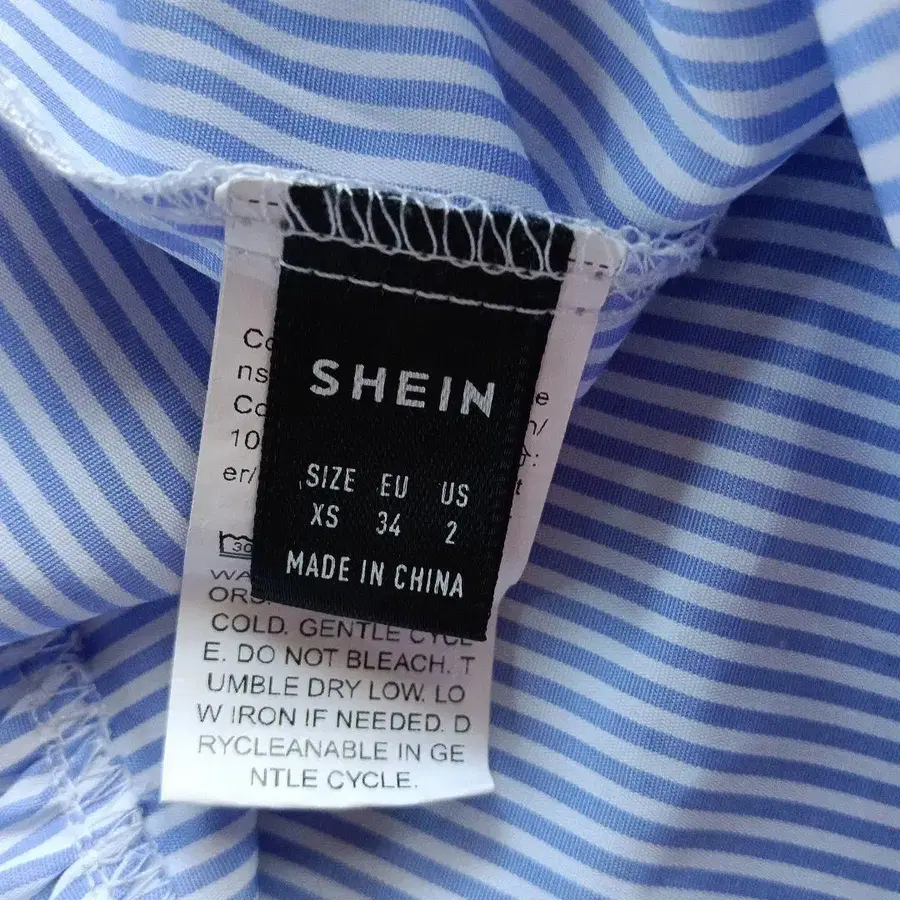 SHEIN
SIZE EU US
XS 34 2
MADE IN CHINA
30
COLD. GENTLE CYCL
E. DO NOT BLEACH. T
UMBLE DRY LOW. LO
W IRON IF NEEDED. D
RYCLEANABLE IN GE
NTLE CYCLE.